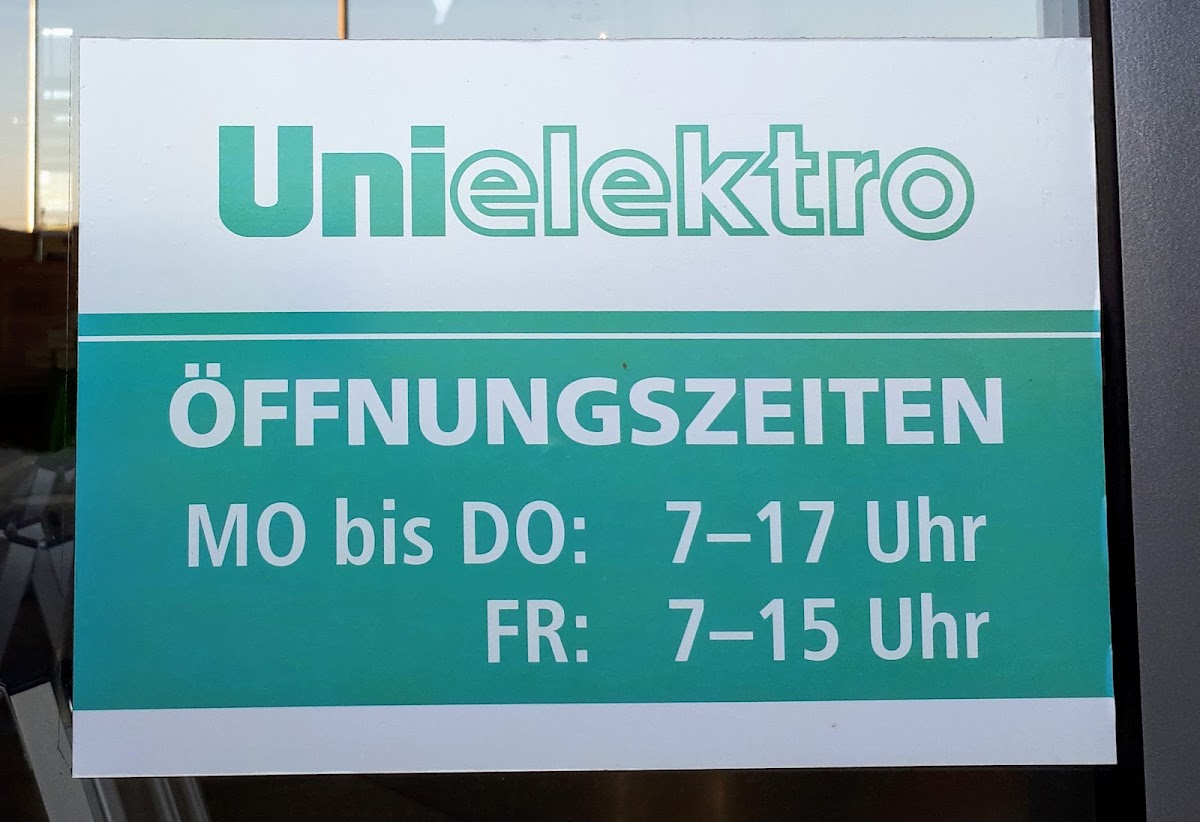 Unielektro
ÖFFNUNGSZEITEN
MO bis DO: 7–17 Uhr
FR: 7–15 Uhr